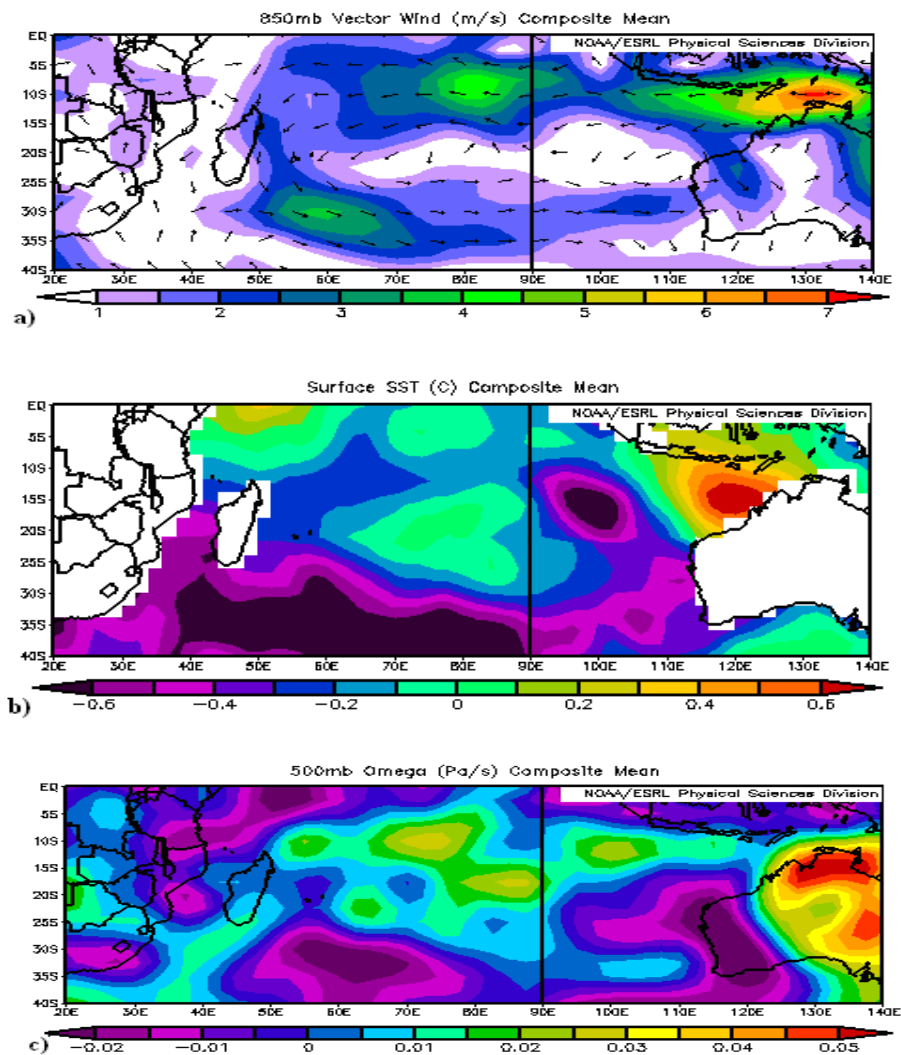 850mb Vector Wind (m/s) Composite Mean
NOAA/ESRL Physical Sciences Division
EQ
5S
10S
15S
20S
25S
30S
35S
40S
20E 30E 40E 50E 60E 70E 80E 90E 100E 110E 120E 130E 140E
1 2 3 4 5 6 7
a)
Surface SST (C) Composite Mean
NOAA/ESRL Physical Sciences Division
EQ
5S
10S
15S
20S
25S
30S
35S
40S
20E 30E 40E 50E 60E 70E 80E 90E 100E 110E 120E 130E 140E
-0.6 -0.4 -0.2 0 0.2 0.4 0.6
b)
500mb Omega (Pa/s) Composite Mean
NOAA/ESRL Physical Sciences Division
EQ
5S
10S
15S
20S
25S
30S
35S
40S
20E 30E 40E 50E 60E 70E 80E 90E 100E 110E 120E 130E 140E
-0.02 -0.01 0 0.01 0.02 0.03 0.04 0.05
c)